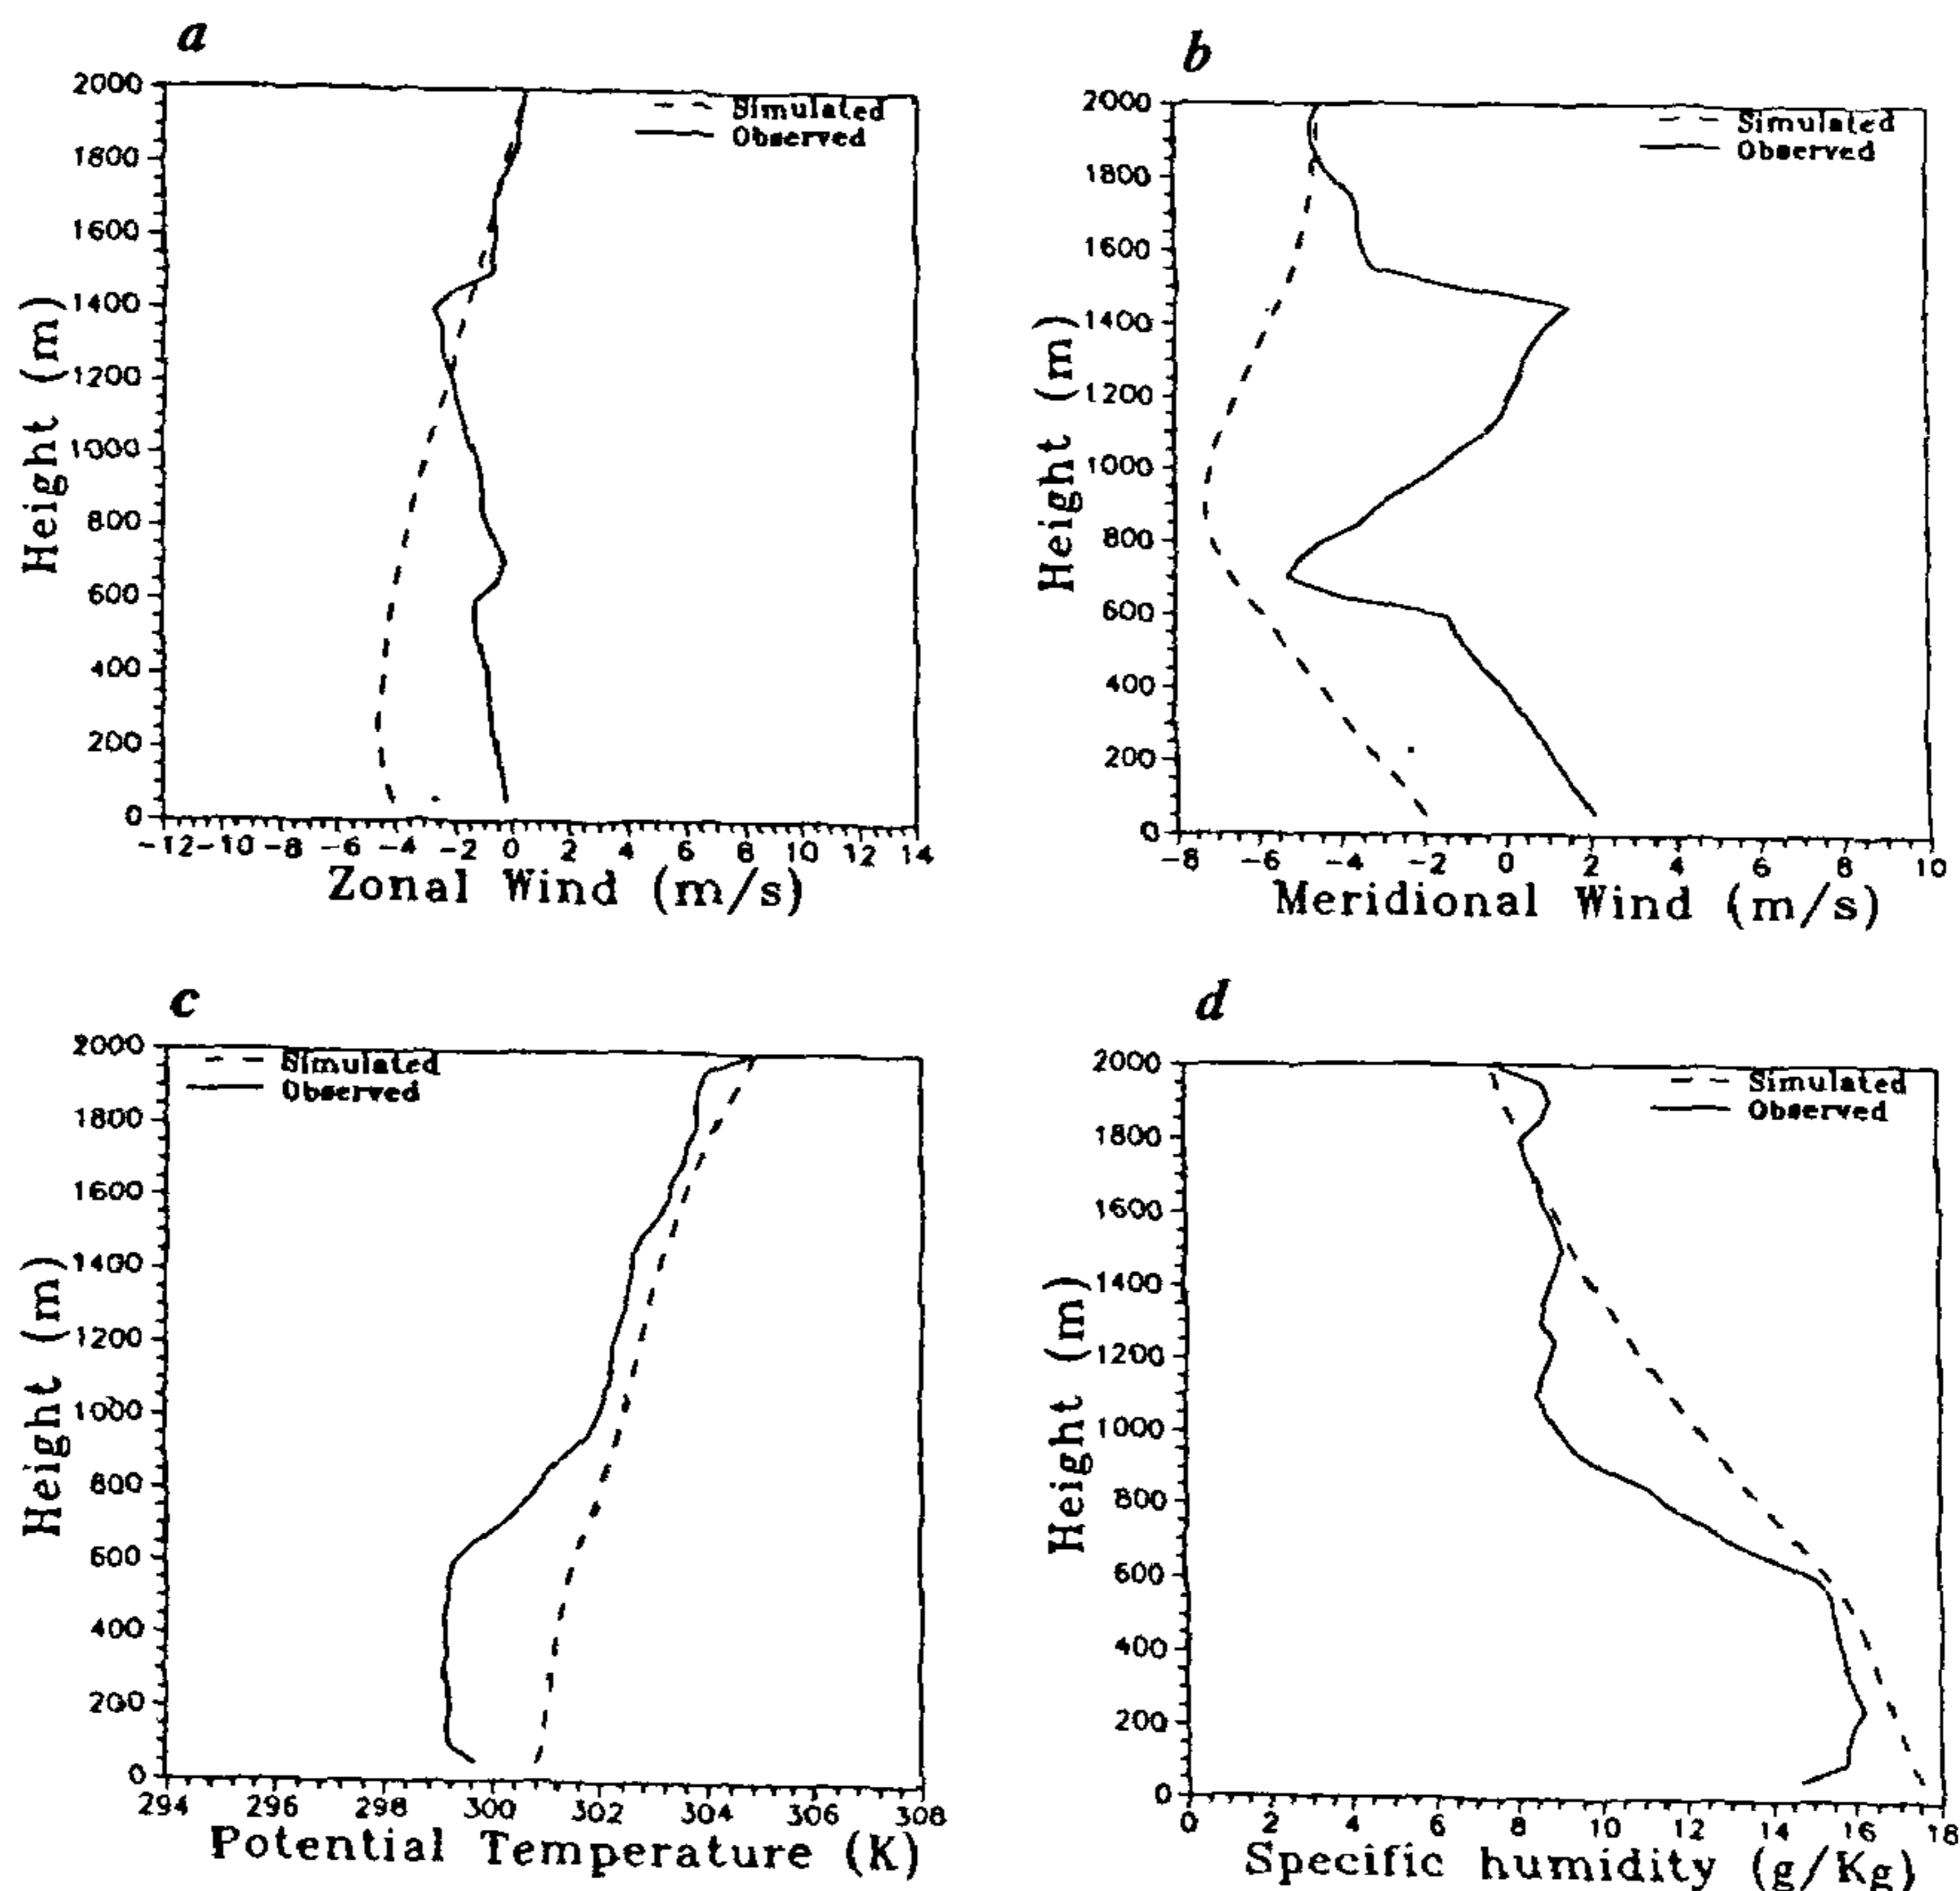 a
2000
Simulated
Observed
1800
1600
1400
1200
1000
800
600
400
200
0
-12 -10 -8 -6 -4 -2 0 2 4 6 8 10 12 14
Height (m)
Zonal Wind (m/s)
b
2000
Simulated
Observed
1800
1600
1400
1200
1000
800
600
400
200
0
-8 -6 -4 -2 0 2 4 6 8 10
Height (m)
Meridional Wind (m/s)
c
2000
Simulated
Observed
1800
1600
1400
1200
1000
800
600
400
200
0
294 296 298 300 302 304 306 308
Height (m)
Potential Temperature (K)
d
2000
Simulated
Observed
1800
1600
1400
1200
1000
800
600
400
200
0
0 2 4 6 8 10 12 14 16 18
Height (m)
Specific humidity (g/Kg)